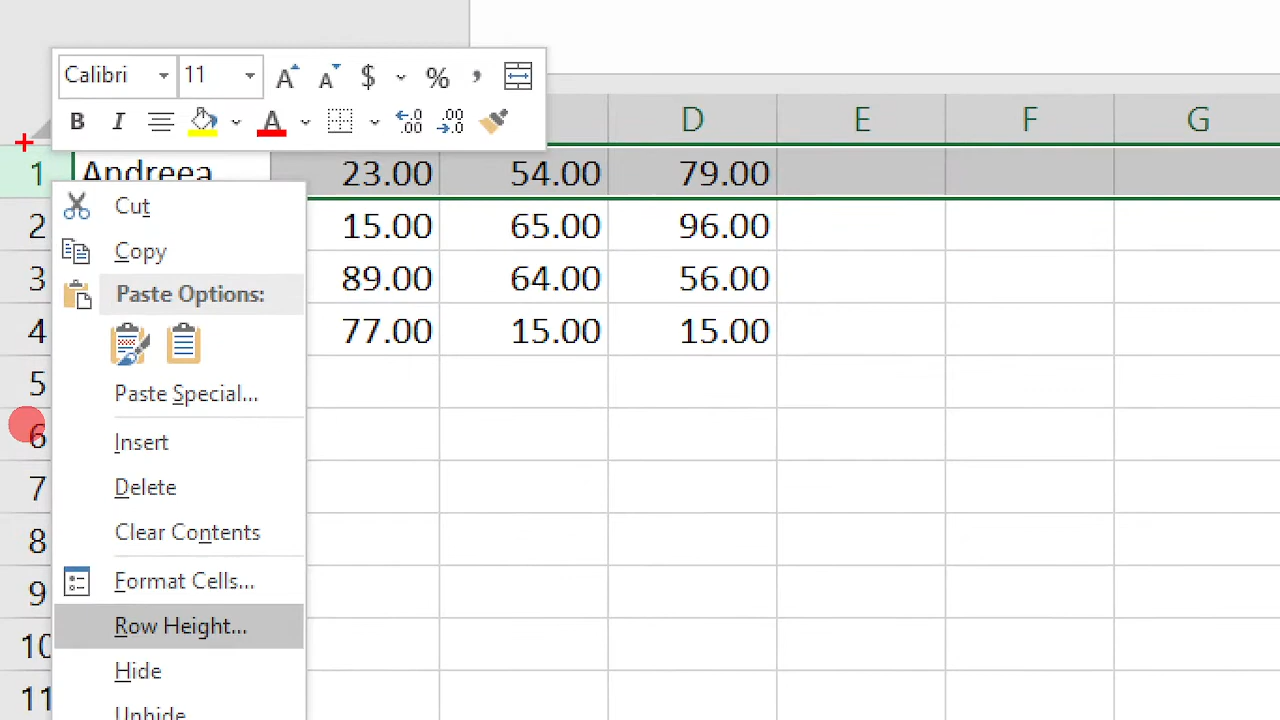 Calibri 11 $ % ,
B I A .00 .00
D E F G
1 Andreea 23.00 54.00 79.00
2 15.00 65.00 96.00
3 89.00 64.00 56.00
4 77.00 15.00 15.00
5
6
7
8
9
10
11
Cut
Copy
Paste Options:
Paste Special...
Insert
Delete
Clear Contents
Format Cells...
Row Height...
Hide
Unhide